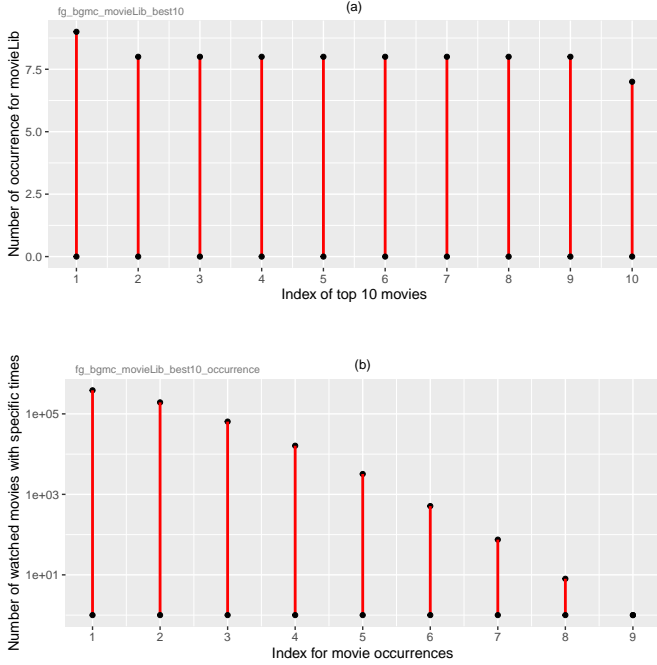 (a)
fg_bgmc_movieLib_best10
Number of occurrence for movieLib
7.5
5.0
2.5
0.0
1 2 3 4 5 6 7 8 9 10
Index of top 10 movies
(b)
fg_bgmc_movieLib_best10_occurrence
Number of watched movies with specific times
1e+05
1e+03
1e+01
1 2 3 4 5 6 7 8 9
Index for movie occurrences